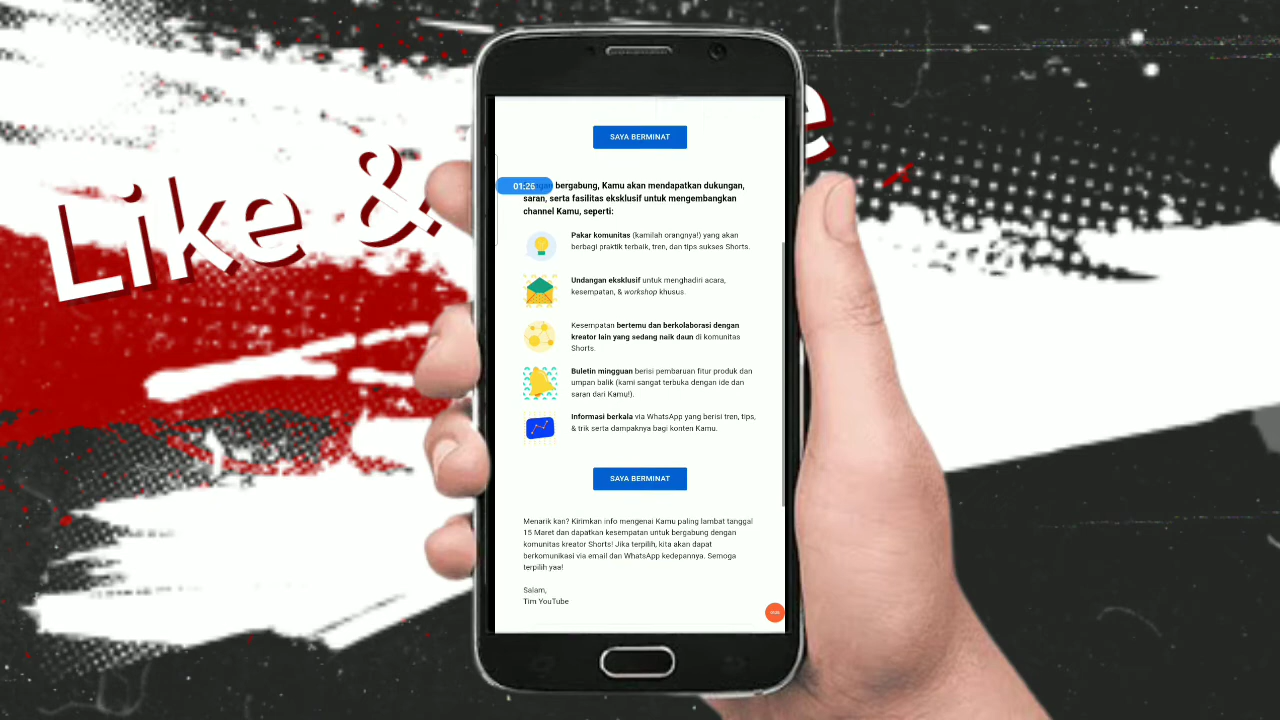 Like &
e
SAYA BERMINAT
01:26
bergabung, Kamu akan mendapatkan dukungan,
saran, serta fasilitas eksklusif untuk mengembangkan
channel Kamu, seperti:
Pakar komunitas (kamilah orangnya!) yang akan
berbagi praktik terbaik, tren, dan tips sukses Shorts.
Undangan eksklusif untuk menghadiri acara,
kesempatan, & workshop khusus.
Kesempatan bertemu dan berkolaborasi dengan
kreator lain yang sedang naik daun di komunitas
Shorts.
Buletin mingguan berisi pembaruan fitur produk dan
umpan balik (kami sangat terbuka dengan ide dan
saran dari Kamu!).
Informasi berkala via WhatsApp yang berisi tren, tips,
& trik serta dampaknya bagi konten Kamu.
SAYA BERMINAT
Menarik kan? Kirimkan info mengenai Kamu paling lambat tanggal
15 Maret dan dapatkan kesempatan untuk bergabung dengan
komunitas kreator Shorts! Jika terpilih, kita akan dapat
berkomunikasi via email dan WhatsApp kedepannya. Semoga
terpilih yaa!
Salam,
Tim YouTube